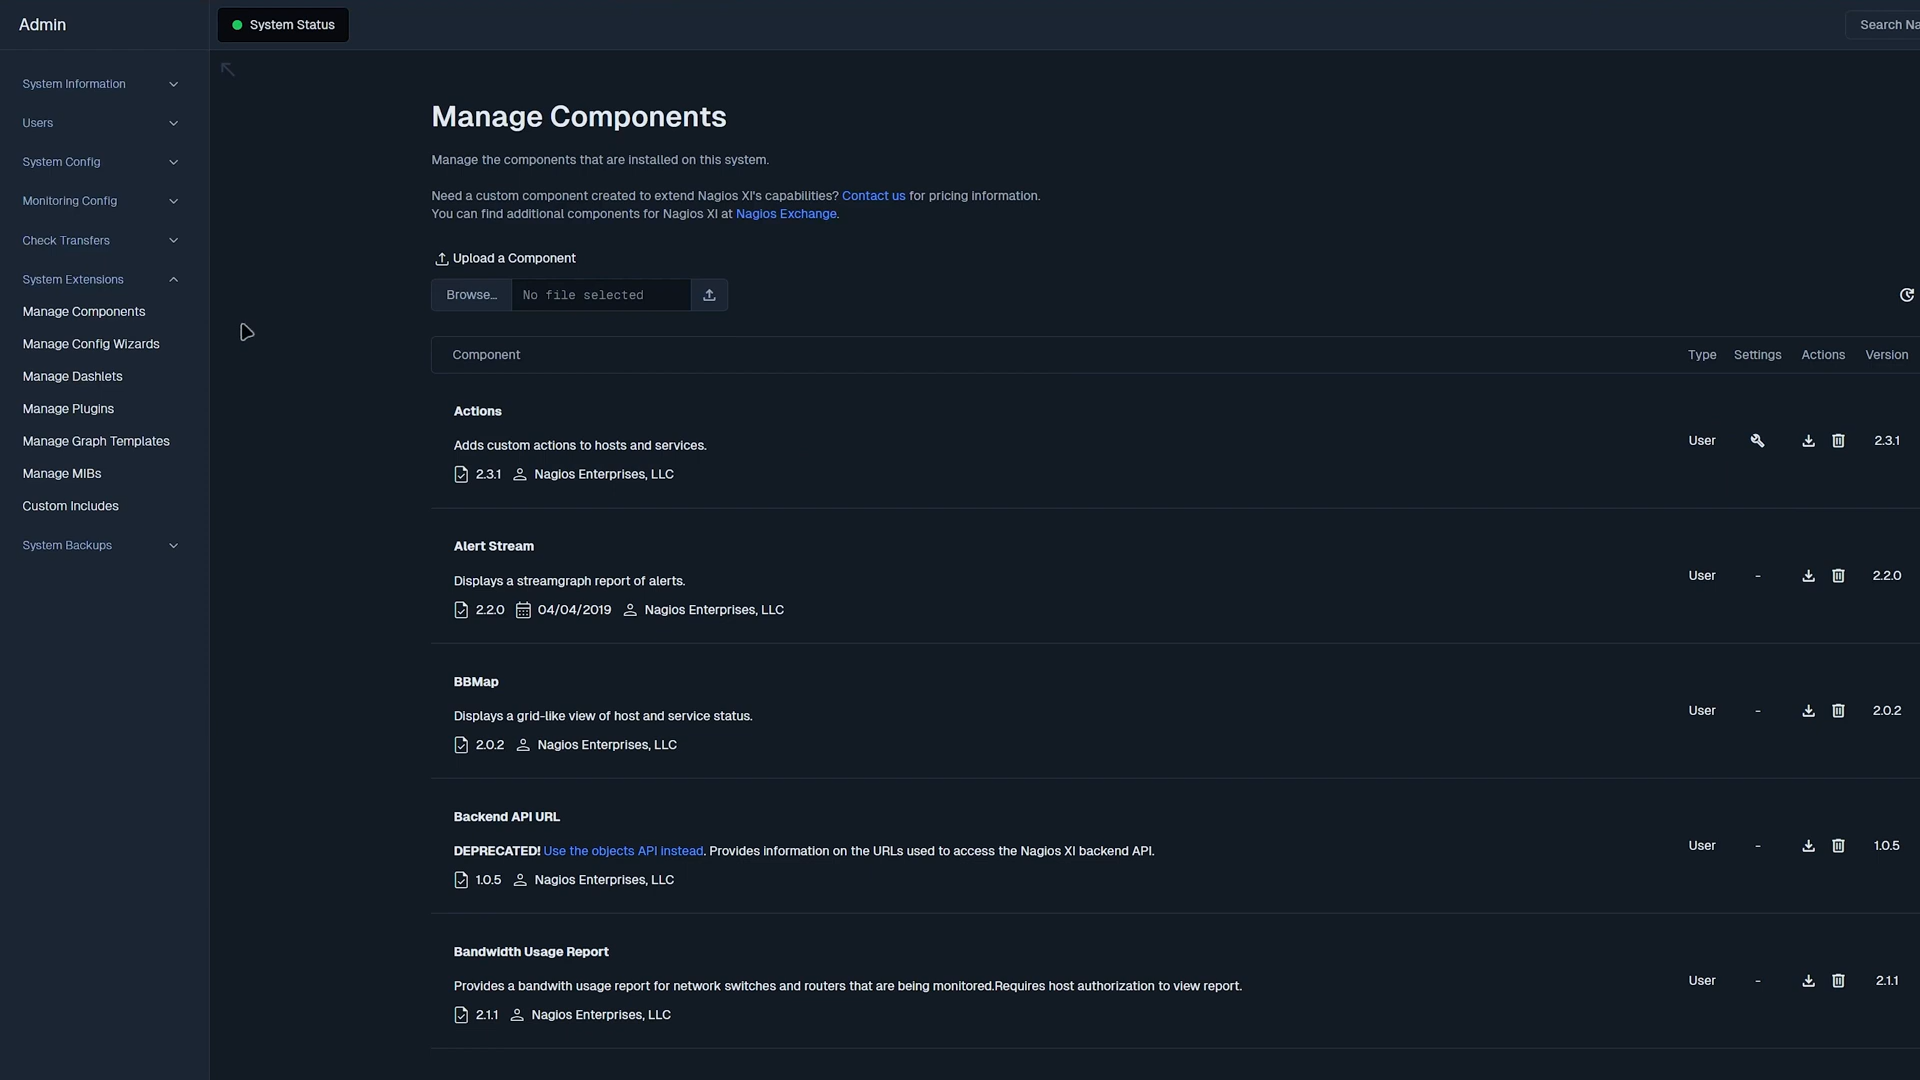 Admin
System Status
Search Na
System Information
Users
System Config
Monitoring Config
Check Transfers
System Extensions
Manage Components
Manage Config Wizards
Manage Dashlets
Manage Plugins
Manage Graph Templates
Manage MIBs
Custom Includes
System Backups
Manage Components
Manage the components that are installed on this system.
Need a custom component created to extend Nagios XI's capabilities? Contact us for pricing information.
You can find additional components for Nagios XI at Nagios Exchange.
Upload a Component
Browse... No file selected
Component Type Settings Actions Version
Actions
Adds custom actions to hosts and services.
2.3.1 Nagios Enterprises, LLC
User 2.3.1
Alert Stream
Displays a streamgraph report of alerts.
2.2.0 04/04/2019 Nagios Enterprises, LLC
User - 2.2.0
BBMap
Displays a grid-like view of host and service status.
2.0.2 Nagios Enterprises, LLC
User - 2.0.2
Backend API URL
DEPRECATED! Use the objects API instead. Provides information on the URLs used to access the Nagios XI backend API.
1.0.5 Nagios Enterprises, LLC
User - 1.0.5
Bandwidth Usage Report
Provides a bandwith usage report for network switches and routers that are being monitored.Requires host authorization to view report.
2.1.1 Nagios Enterprises, LLC
User - 2.1.1